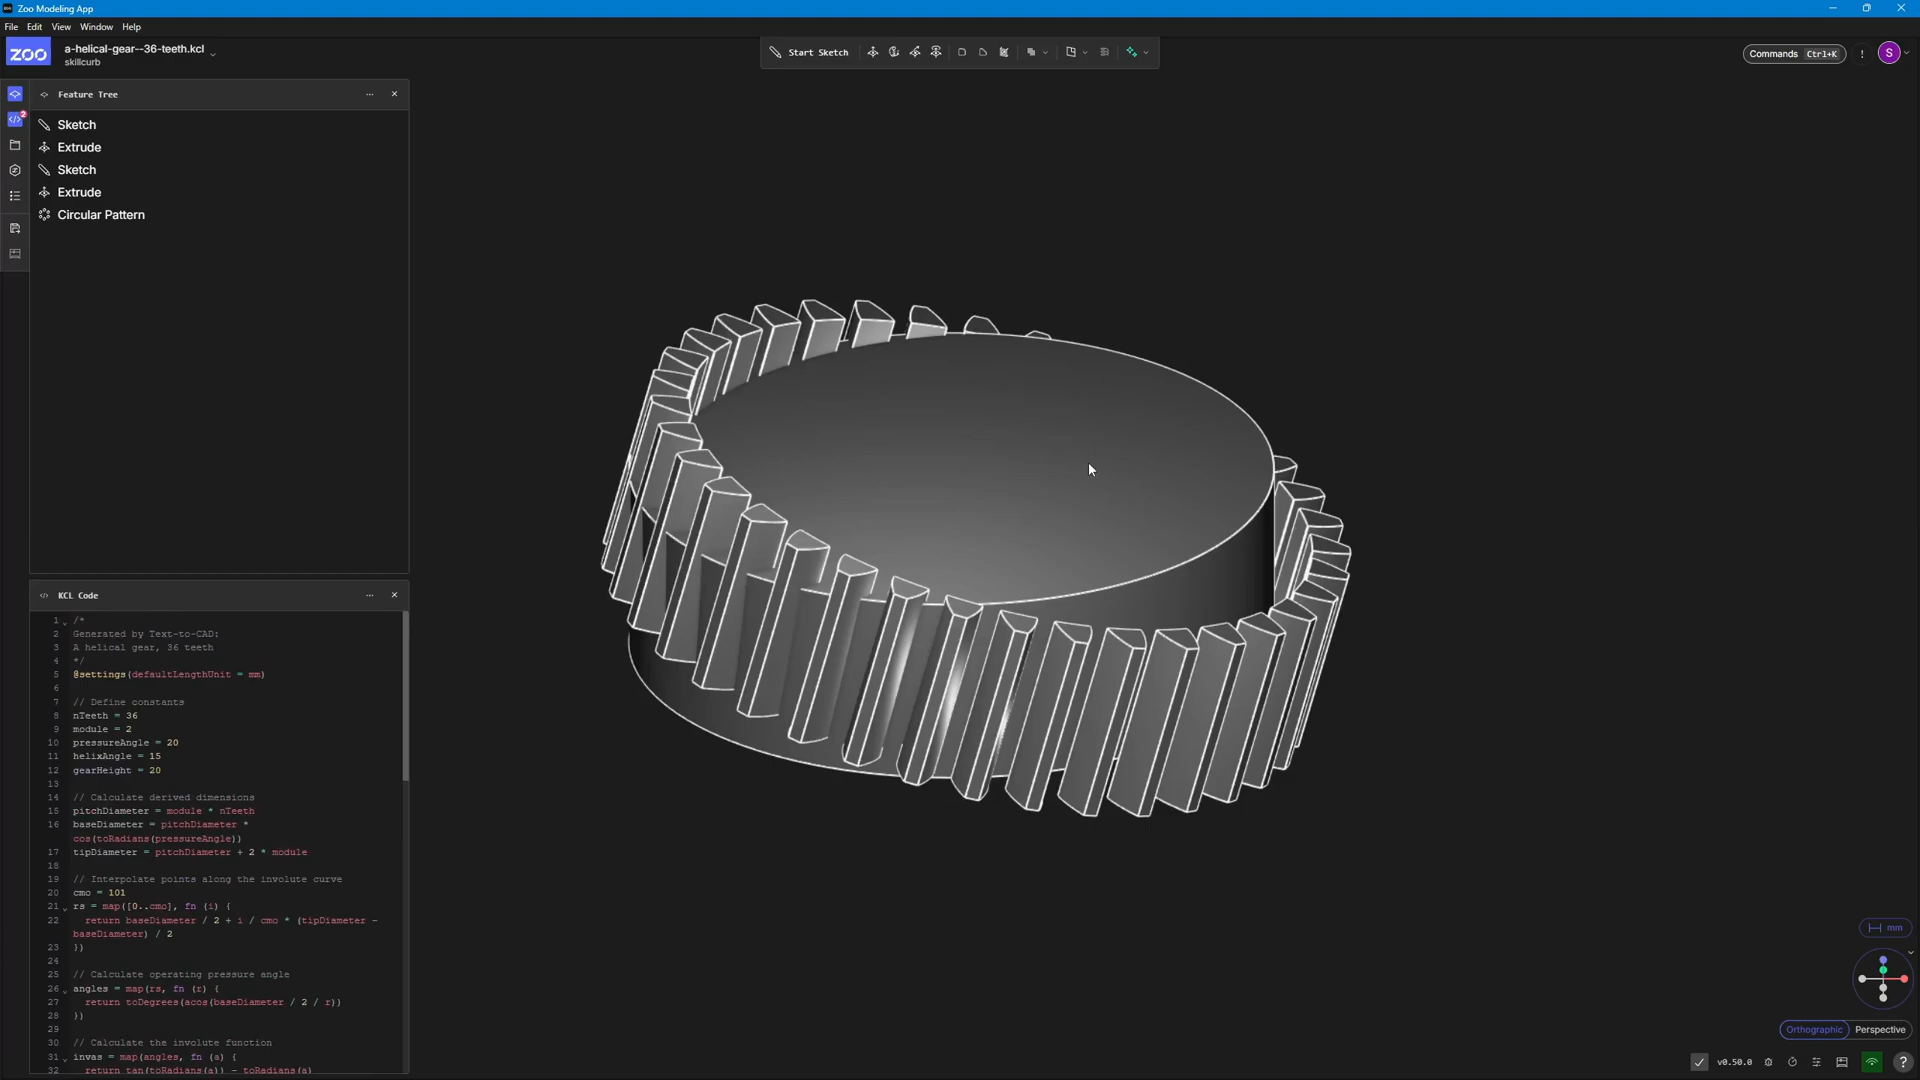 Zoo Modeling App
File Edit View Window Help
ZOO
a-helical-gear--36-teeth.kcl
skillcurb
Start Sketch
Commands Ctrl+K
!
S
Feature Tree
2
Sketch
Extrude
Sketch
Extrude
Circular Pattern
KCL Code
1 /*
2 Generated by Text-to-CAD:
3 A helical gear, 36 teeth
4 */
5 @settings(defaultLengthUnit = mm)
6
7 // Define constants
8 nTeeth = 36
9 module = 2
10 pressureAngle = 20
11 helixAngle = 15
12 gearHeight = 20
13
14 // Calculate derived dimensions
15 pitchDiameter = module * nTeeth
16 baseDiameter = pitchDiameter *
cos(toRadians(pressureAngle))
17 tipDiameter = pitchDiameter + 2 * module
18
19 // Interpolate points along the involute curve
20 cmo = 101
21 rs = map([0..cmo], fn (i) {
22 return baseDiameter / 2 + i / cmo * (tipDiameter -
baseDiameter) / 2
23 })
24
25 // Calculate operating pressure angle
26 angles = map(rs, fn (r) {
27 return toDegrees(acos(baseDiameter / 2 / r))
28 })
29
30 // Calculate the involute function
31 invas = map(angles, fn (a) {
32 return tan(toRadians(a)) - toRadians(a)
mm
Orthographic Perspective
v0.50.0
?